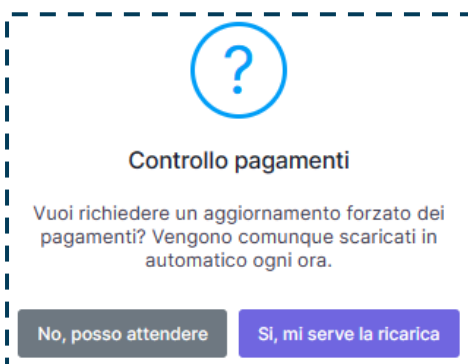 ?
Controllo pagamenti
Vuoi richiedere un aggiornamento forzato dei
pagamenti? Vengono comunque scaricati in
automatico ogni ora.
No, posso attendere
Si, mi serve la ricarica